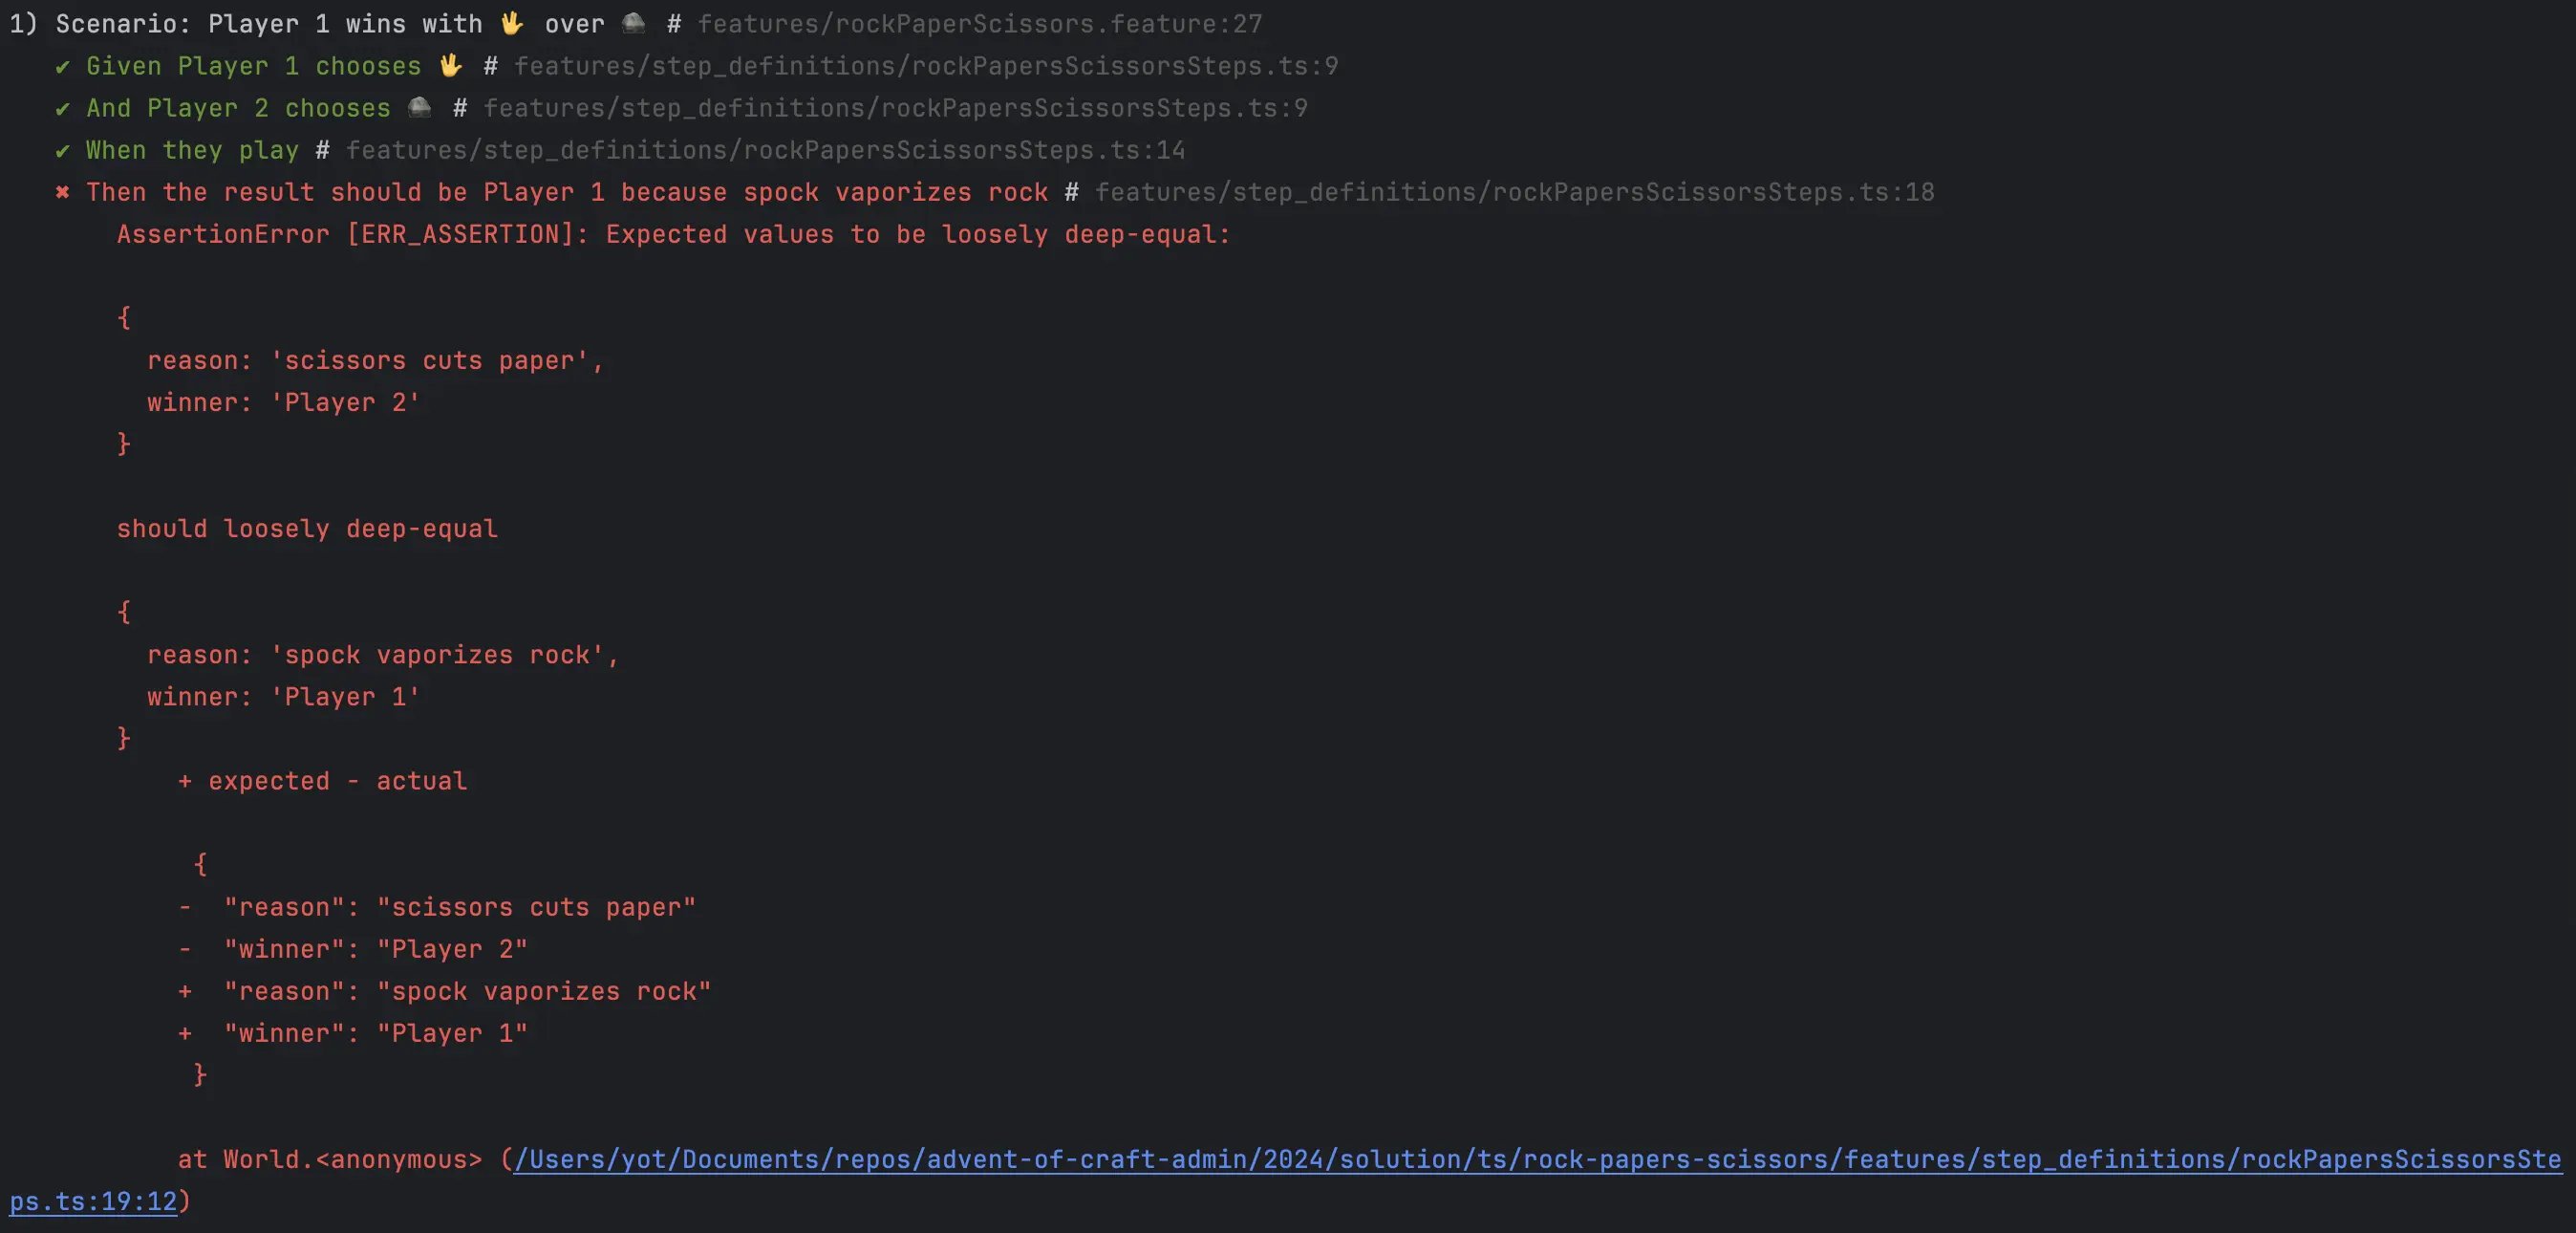 1) Scenario: Player 1 wins with 🖖 over 🪨 # features/rockPaperScissors.feature:27
✔ Given Player 1 chooses 🖖 # features/step_definitions/rockPapersScissorsSteps.ts:9
✔ And Player 2 chooses 🪨 # features/step_definitions/rockPapersScissorsSteps.ts:9
✔ When they play # features/step_definitions/rockPapersScissorsSteps.ts:14
✖ Then the result should be Player 1 because spock vaporizes rock # features/step_definitions/rockPapersScissorsSteps.ts:18
AssertionError [ERR_ASSERTION]: Expected values to be loosely deep-equal:
{
reason: 'scissors cuts paper',
winner: 'Player 2'
}
should loosely deep-equal
{
reason: 'spock vaporizes rock',
winner: 'Player 1'
}
+ expected - actual
{
- "reason": "scissors cuts paper"
- "winner": "Player 2"
+ "reason": "spock vaporizes rock"
+ "winner": "Player 1"
}
at World.<anonymous> (/Users/yot/Documents/repos/advent-of-craft-admin/2024/solution/ts/rock-papers-scissors/features/step_definitions/rockPapersScissorsSte
ps.ts:19:12)